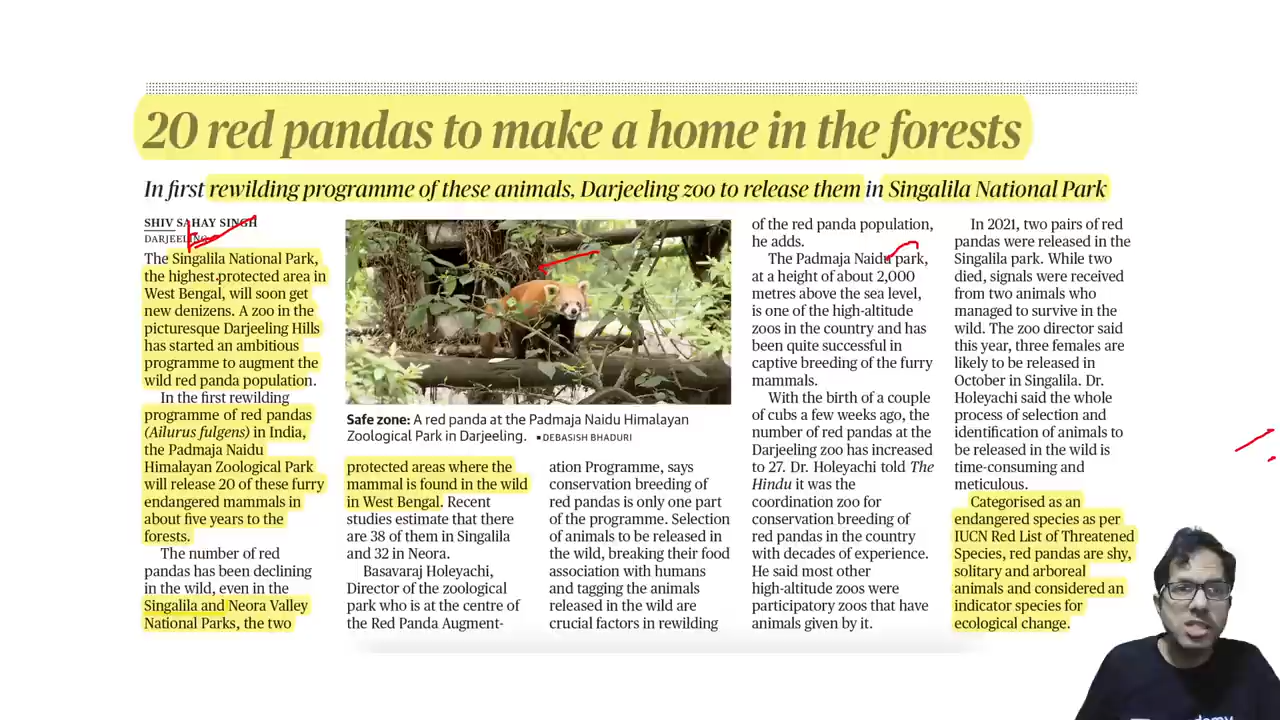 20 red pandas to make a home in the forests
In first rewilding programme of these animals, Darjeeling zoo to release them in Singalila National Park
SHIV SAHAY SINGH
DARJEELING
The Singalila National Park,
the highest protected area in
West Bengal, will soon get
new denizens. A zoo in the
picturesque Darjeeling Hills
has started an ambitious
programme to augment the
wild red panda population.
In the first rewilding
programme of red pandas
(Ailurus fulgens) in India,
the Padmaja Naidu
Himalayan Zoological Park
will release 20 of these furry
endangered mammals in
about five years to the
forests.
The number of red
pandas has been declining
in the wild, even in the
Singalila and Neora Valley
National Parks, the two
Safe zone: A red panda at the Padmaja Naidu Himalayan
Zoological Park in Darjeeling. ■ DEBASISH BHADURI
protected areas where the
mammal is found in the wild
in West Bengal. Recent
studies estimate that there
are 38 of them in Singalila
and 32 in Neora.
Basavaraj Holeyachi,
Director of the zoological
park who is at the centre of
the Red Panda Augment-
ation Programme, says
conservation breeding of
red pandas is only one part
of the programme. Selection
of animals to be released in
the wild, breaking their food
association with humans
and tagging the animals
released in the wild are
crucial factors in rewilding
of the red panda population,
he adds.
The Padmaja Naidu park,
at a height of about 2,000
metres above the sea level,
is one of the high-altitude
zoos in the country and has
been quite successful in
captive breeding of the furry
mammals.
With the birth of a couple
of cubs a few weeks ago, the
number of red pandas at the
Darjeeling zoo has increased
to 27. Dr. Holeyachi told The
Hindu it was the
coordination zoo for
conservation breeding of
red pandas in the country
with decades of experience.
He said most other
high-altitude zoos were
participatory zoos that have
animals given by it.
In 2021, two pairs of red
pandas were released in the
Singalila park. While two
died, signals were received
from two animals who
managed to survive in the
wild. The zoo director said
this year, three females are
likely to be released in
October in Singalila. Dr.
Holeyachi said the whole
process of selection and
identification of animals to
be released in the wild is
time-consuming and
meticulous.
Categorised as an
endangered species as per
IUCN Red List of Threatened
Species, red pandas are shy,
solitary and arboreal
animals and considered an
indicator species for
ecological change.